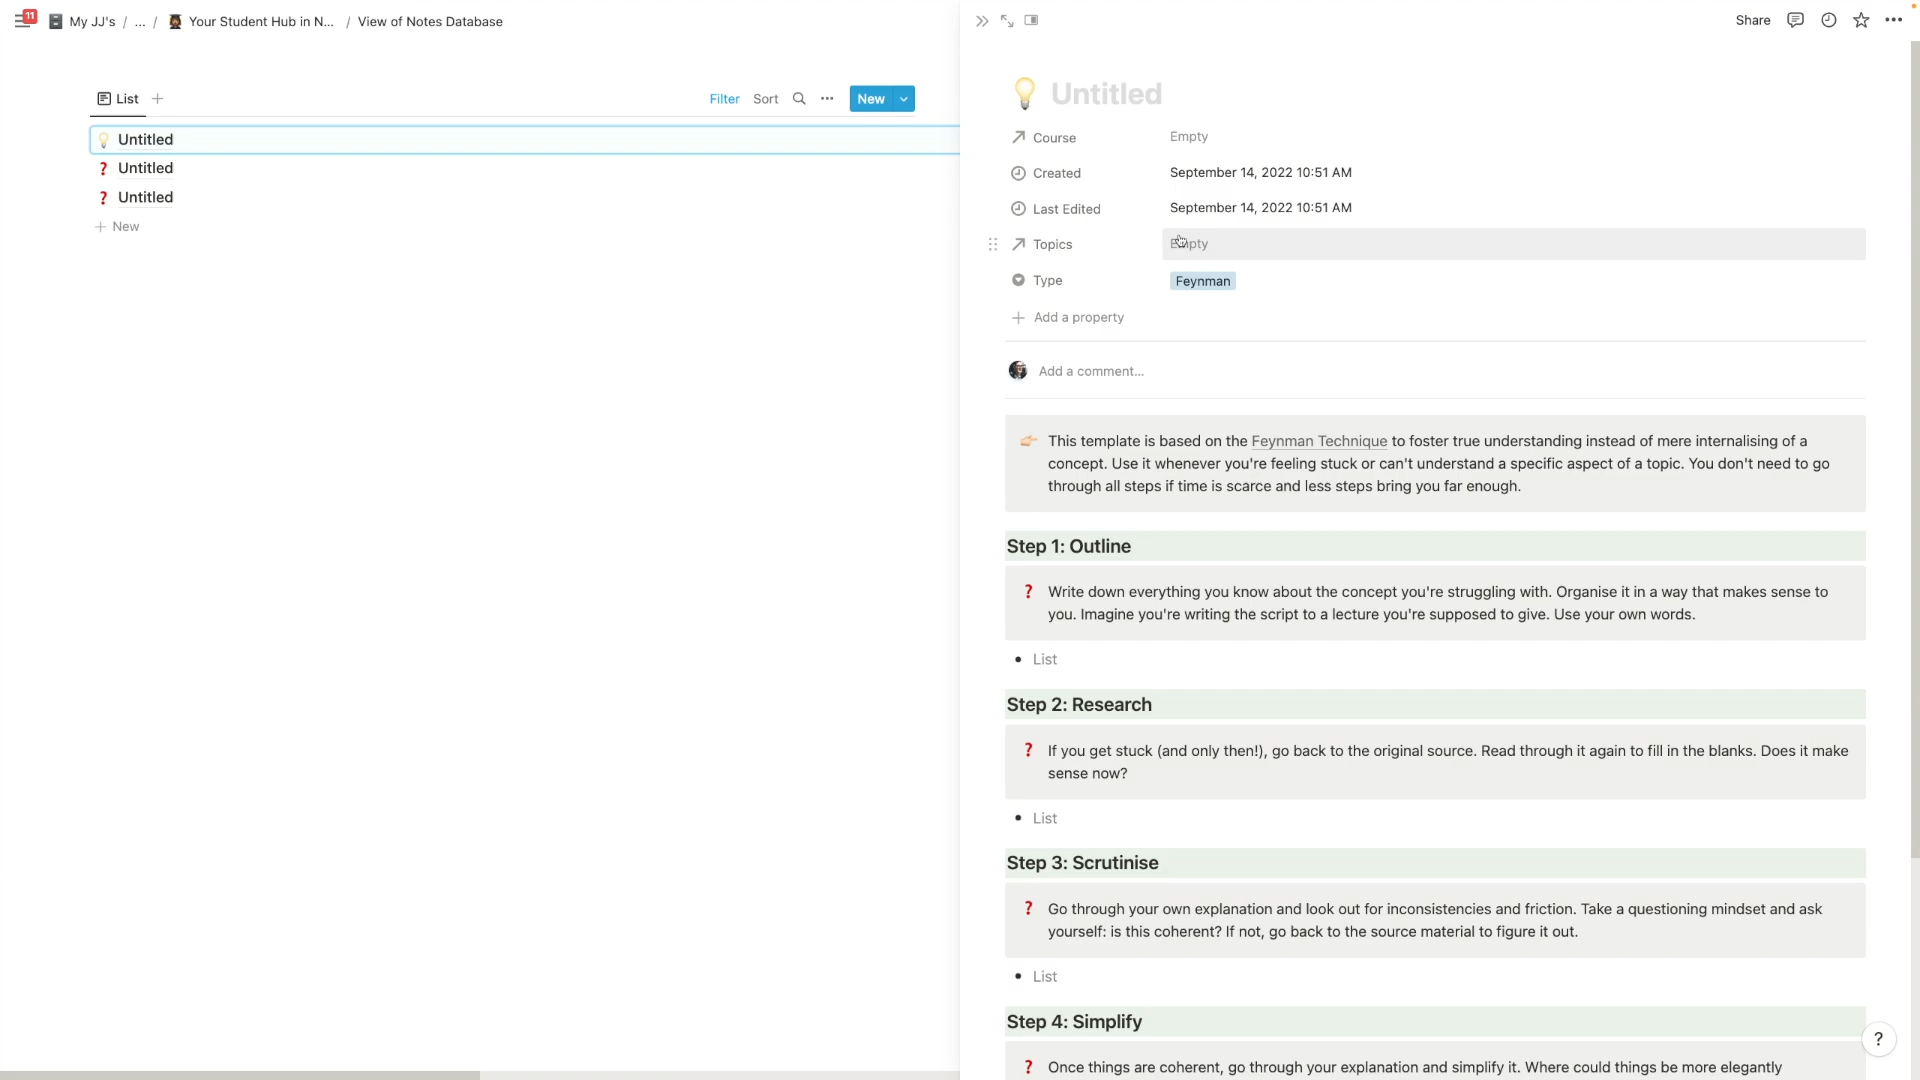 11
My JJ's / ... / Your Student Hub in N... / View of Notes Database
Share
List
Filter Sort New
Untitled
Untitled
Untitled
New
Untitled
Course Empty
Created September 14, 2022 10:51 AM
Last Edited September 14, 2022 10:51 AM
Topics Empty
Type Feynman
Add a property
Add a comment...
This template is based on the Feynman Technique to foster true understanding instead of mere internalising of a
concept. Use it whenever you're feeling stuck or can't understand a specific aspect of a topic. You don't need to go
through all steps if time is scarce and less steps bring you far enough.
Step 1: Outline
Write down everything you know about the concept you're struggling with. Organise it in a way that makes sense to
you. Imagine you're writing the script to a lecture you're supposed to give. Use your own words.
List
Step 2: Research
If you get stuck (and only then!), go back to the original source. Read through it again to fill in the blanks. Does it make
sense now?
List
Step 3: Scrutinise
Go through your own explanation and look out for inconsistencies and friction. Take a questioning mindset and ask
yourself: is this coherent? If not, go back to the source material to figure it out.
List
Step 4: Simplify
Once things are coherent, go through your explanation and simplify it. Where could things be more elegantly
?